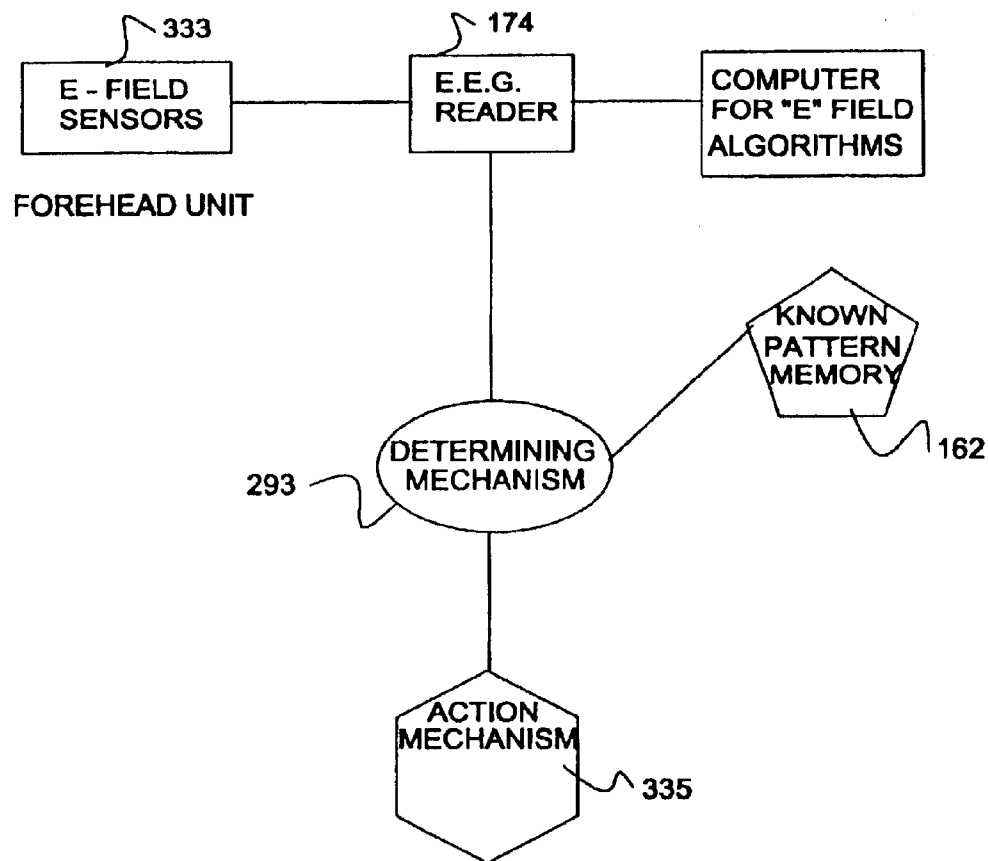 333
174
E - FIELD
SENSORS
E.E.G.
READER
COMPUTER
FOR "E" FIELD
ALGORITHMS
FOREHEAD UNIT
KNOWN
PATTERN
MEMORY
162
DETERMINING
MECHANISM
293
ACTION
MECHANISM
335